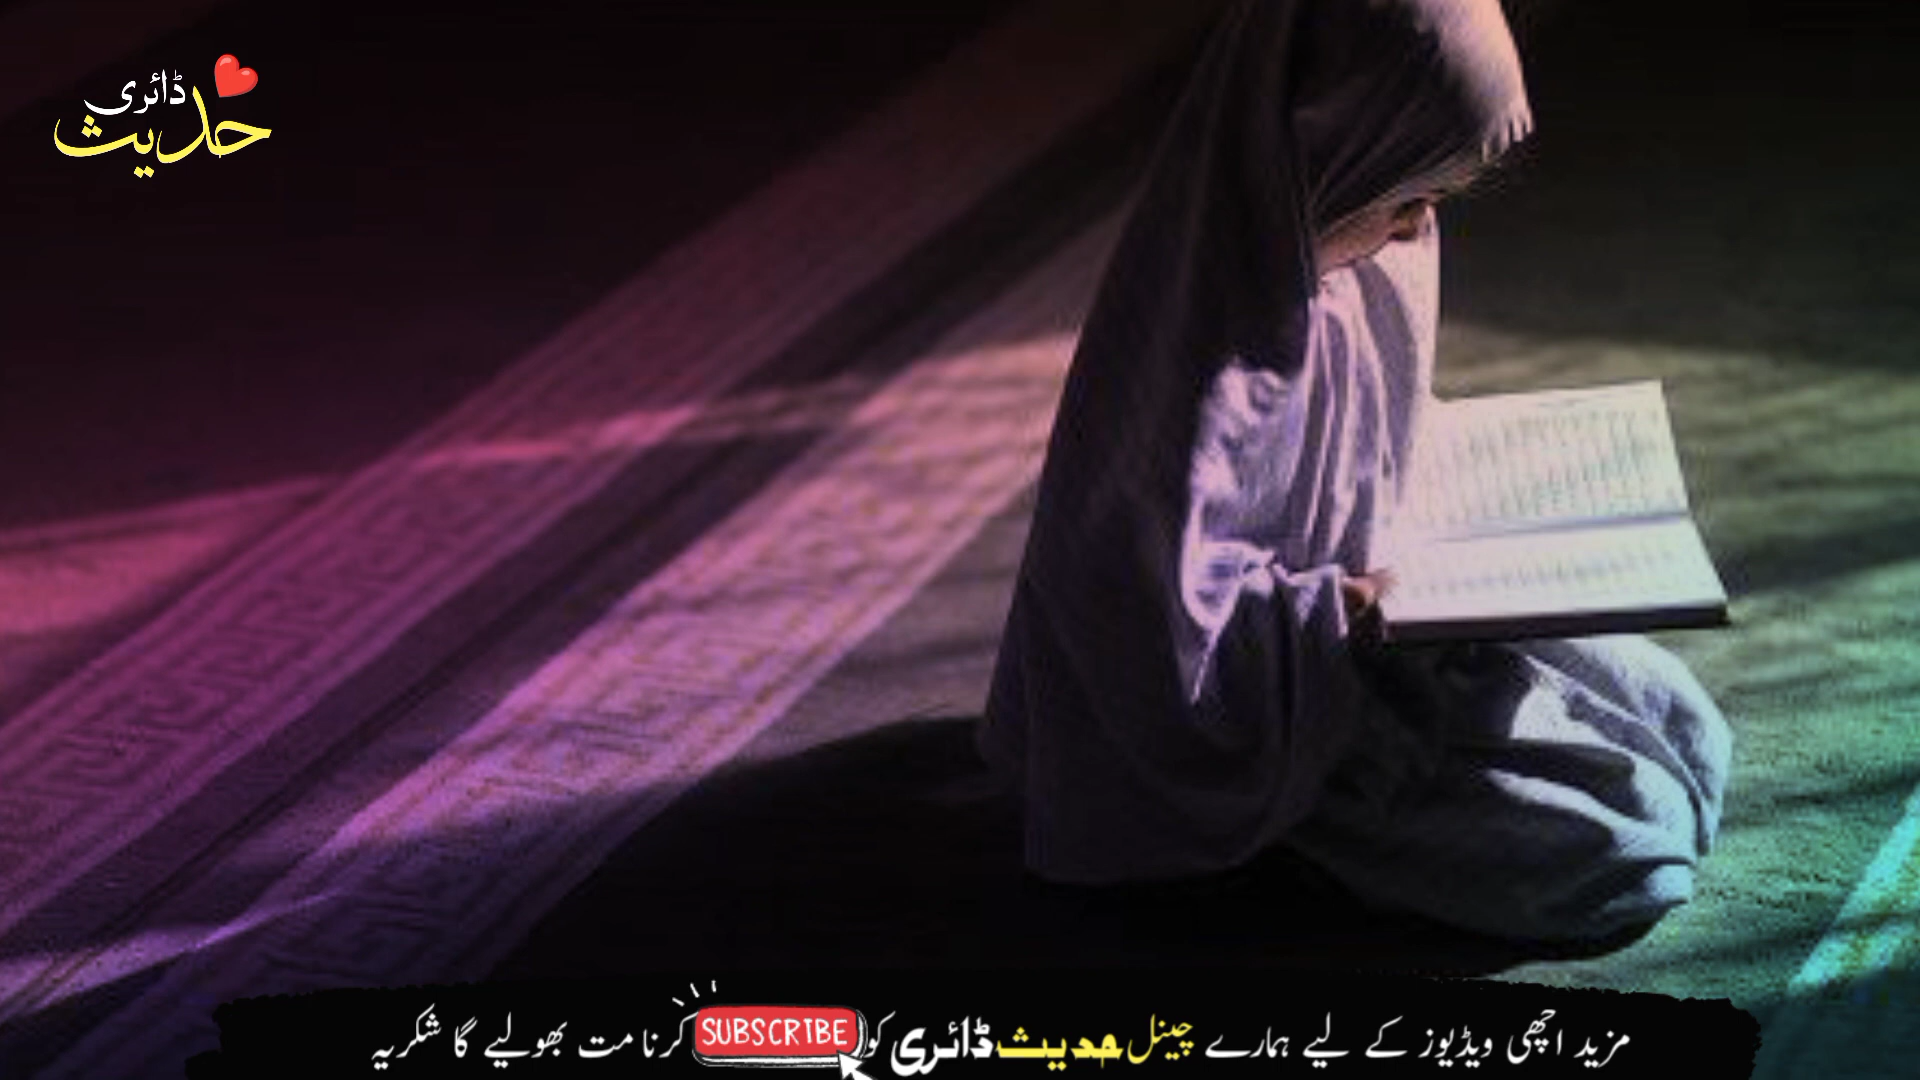 ڈائری
حدیث
مزید اچھی ویڈیوز کے لیے ہمارے چینل حدیث ڈائری کو SUBSCRIBE کرنا مت بھولیے گا شکریہ